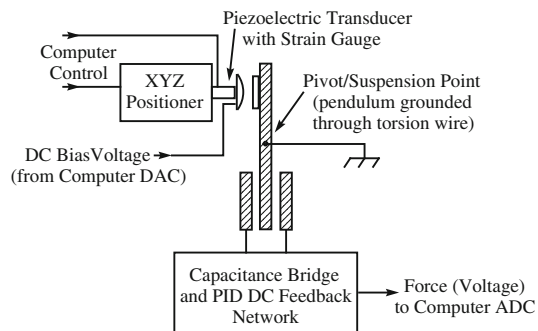 Piezoelectric Transducer
with Strain Gauge
Computer
Control
XYZ
Positioner
Pivot/Suspension Point
(pendulum grounded
through torsion wire)
DC BiasVoltage
(from Computer DAC)
Capacitance Bridge
and PID DC Feedback
Network
Force (Voltage)
to Computer ADC